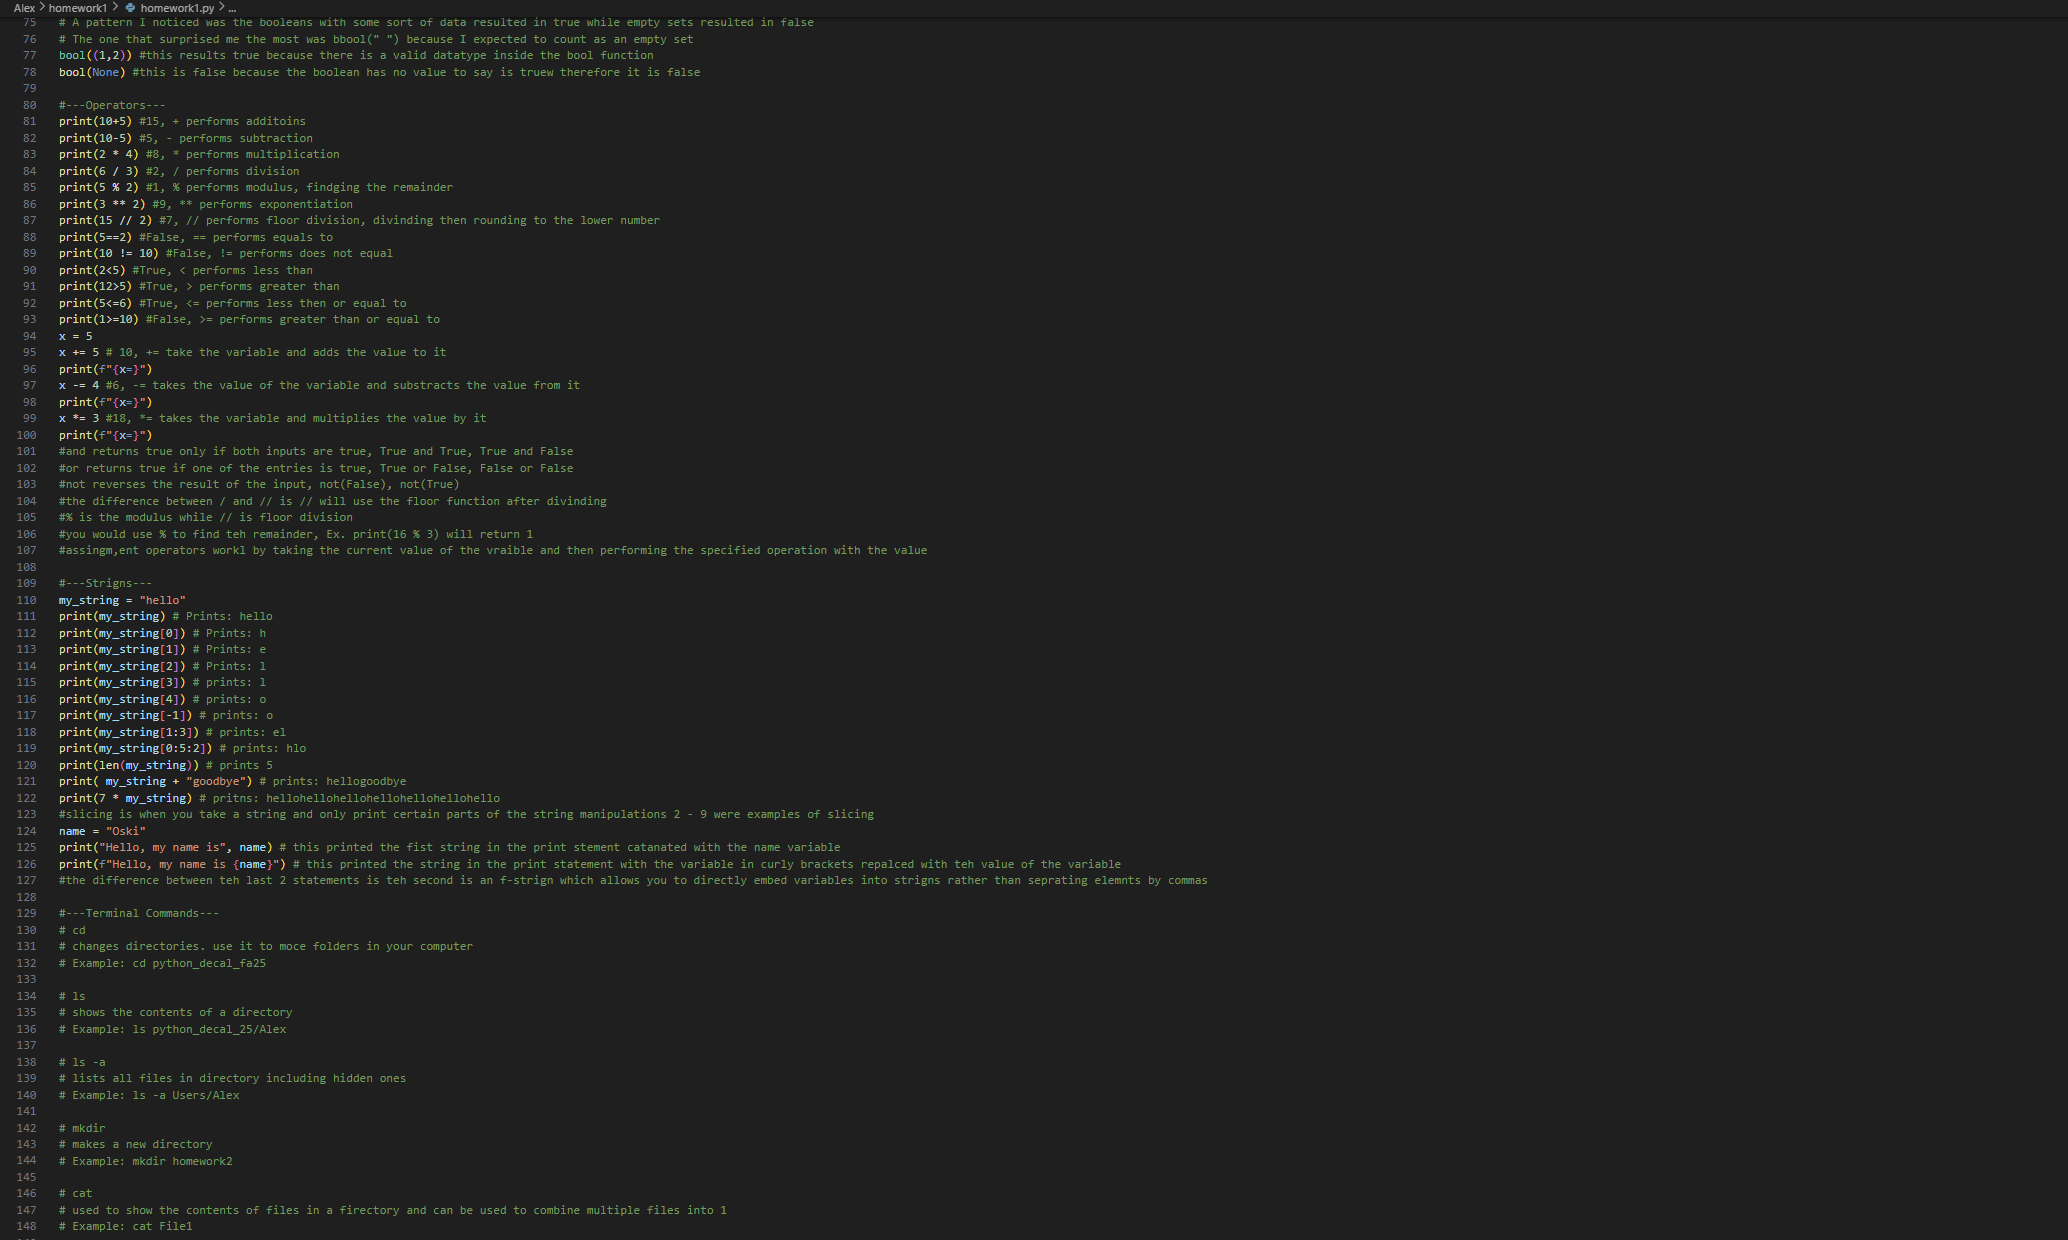 Alex > homework1 > homework1.py > ...
75 # A pattern I noticed was the booleans with some sort of data resulted in true while empty sets resulted in false
76 # The one that surprised me the most was bbool(" ") because I expected to count as an empty set
77 bool((1,2)) #this results true because there is a valid datatype inside the bool function
78 bool(None) #this is false because the boolean has no value to say is truew therefore it is false
79
80 #---Operators---
81 print(10+5) #15, + performs additoins
82 print(10-5) #5, - performs subtraction
83 print(2 * 4) #8, * performs multiplication
84 print(6 / 3) #2, / performs division
85 print(5 % 2) #1, % performs modulus, findging the remainder
86 print(3 ** 2) #9, ** performs exponentiation
87 print(15 // 2) #7, // performs floor division, divinding then rounding to the lower number
88 print(5==2) #False, == performs equals to
89 print(10 != 10) #False, != performs does not equal
90 print(2<5) #True, < performs less than
91 print(12>5) #True, > performs greater than
92 print(5<=6) #True, <= performs less then or equal to
93 print(1>=10) #False, >= performs greater than or equal to
94 x = 5
95 x += 5 # 10, += take the variable and adds the value to it
96 print(f"{x=}")
97 x -= 4 #6, -= takes the value of the variable and substracts the value from it
98 print(f"{x=}")
99 x *= 3 #18, *= takes the variable and multiplies the value by it
100 print(f"{x=}")
101 #and returns true only if both inputs are true, True and True, True and False
102 #or returns true if one of the entries is true, True or False, False or False
103 #not reverses the result of the input, not(False), not(True)
104 #the difference between / and // is // will use the floor function after divinding
105 #% is the modulus while // is floor division
106 #you would use % to find teh remainder, Ex. print(16 % 3) will return 1
107 #assingm,ent operators workl by taking the current value of the vraible and then performing the specified operation with the value
108
109 #---Strigns---
110 my_string = "hello"
111 print(my_string) # Prints: hello
112 print(my_string[0]) # Prints: h
113 print(my_string[1]) # Prints: e
114 print(my_string[2]) # Prints: l
115 print(my_string[3]) # prints: l
116 print(my_string[4]) # prints: o
117 print(my_string[-1]) # prints: o
118 print(my_string[1:3]) # prints: el
119 print(my_string[0:5:2]) # prints: hlo
120 print(len(my_string)) # prints 5
121 print( my_string + "goodbye") # prints: hellogoodbye
122 print(7 * my_string) # pritns: hellohellohellohellohellohellohello
123 #slicing is when you take a string and only print certain parts of the string manipulations 2 - 9 were examples of slicing
124 name = "Oski"
125 print("Hello, my name is", name) # this printed the fist string in the print stement catanated with the name variable
126 print(f"Hello, my name is {name}") # this printed the string in the print statement with the variable in curly brackets repalced with teh value of the variable
127 #the difference between teh last 2 statements is teh second is an f-strign which allows you to directly embed variables into strigns rather than seprating elemnts by commas
128
129 #---Terminal Commands---
130 # cd
131 # changes directories. use it to moce folders in your computer
132 # Example: cd python_decal_fa25
133
134 # ls
135 # shows the contents of a directory
136 # Example: ls python_decal_25/Alex
137
138 # ls -a
139 # lists all files in directory including hidden ones
140 # Example: ls -a Users/Alex
141
142 # mkdir
143 # makes a new directory
144 # Example: mkdir homework2
145
146 # cat
147 # used to show the contents of files in a firectory and can be used to combine multiple files into 1
148 # Example: cat File1